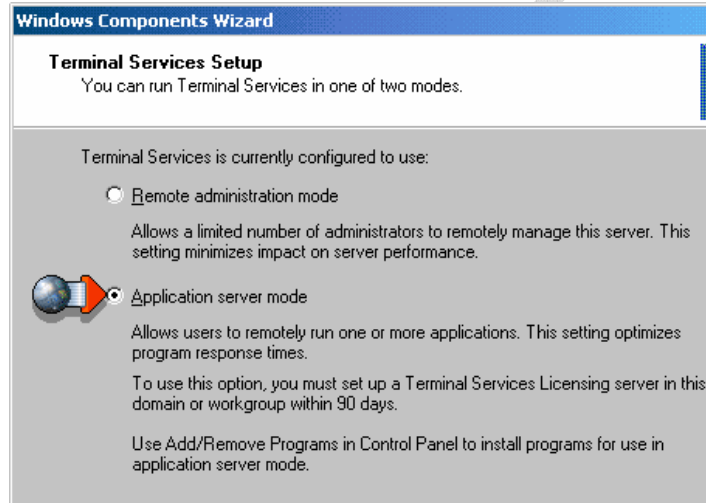 Windows Components Wizard
Terminal Services Setup
You can run Terminal Services in one of two modes.
Terminal Services is currently configured to use:
Remote administration mode
Allows a limited number of administrators to remotely manage this server. This
setting minimizes impact on server performance.
Application server mode
Allows users to remotely run one or more applications. This setting optimizes
program response times.
To use this option, you must set up a Terminal Services Licensing server in this
domain or workgroup within 90 days.
Use Add/Remove Programs in Control Panel to install programs for use in
application server mode.